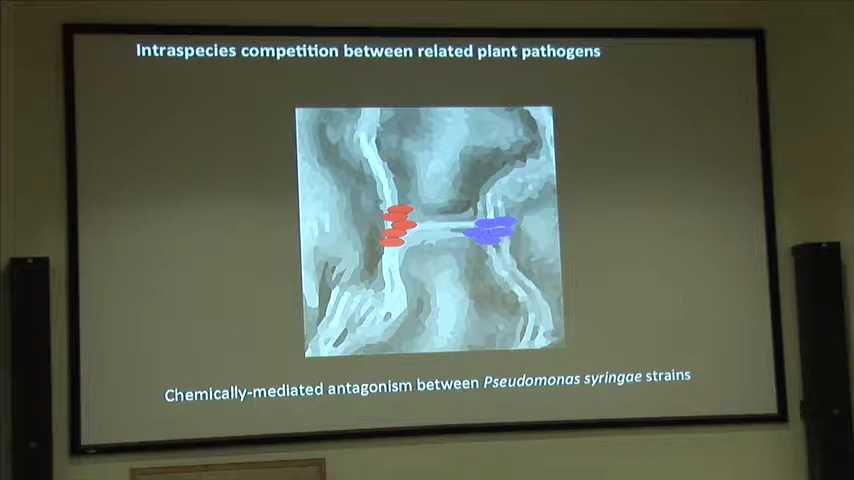 Intraspecies competition between related plant pathogens
Chemically-mediated antagonism between Pseudomonas syringae strains